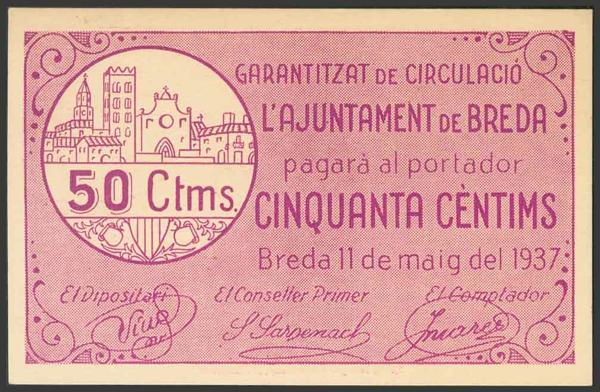 GARANTITZAT DE CIRCULACIÓ
L'AJUNTAMENT DE BREDA
pagarà al portador
CINQUANTA CÈNTIMS
Breda 11 de maig del 1937
50 Ctms.
El Dipositari
El Conseller Primer
El Comptador